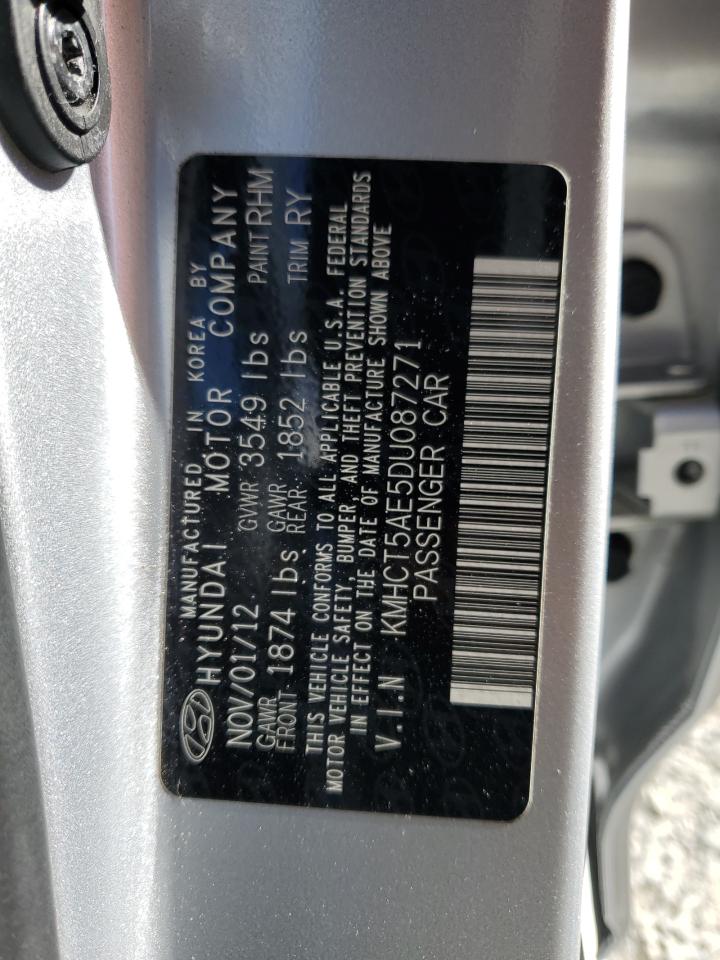 MANUFACTURED IN KOREA BY
HYUNDAI MOTOR COMPANY
NOV/01/12 GVWR 3549 lbs PAINT RHM
GAWR FRONT 1874 lbs GAWR REAR 1852 lbs TRIM RY
THIS VEHICLE CONFORMS TO ALL APPLICABLE U.S.A. FEDERAL
MOTOR VEHICLE SAFETY, BUMPER, AND THEFT PREVENTION STANDARDS
IN EFFECT ON THE DATE OF MANUFACTURE SHOWN ABOVE
V.I.N KMHCT5AE5DU087271
PASSENGER CAR